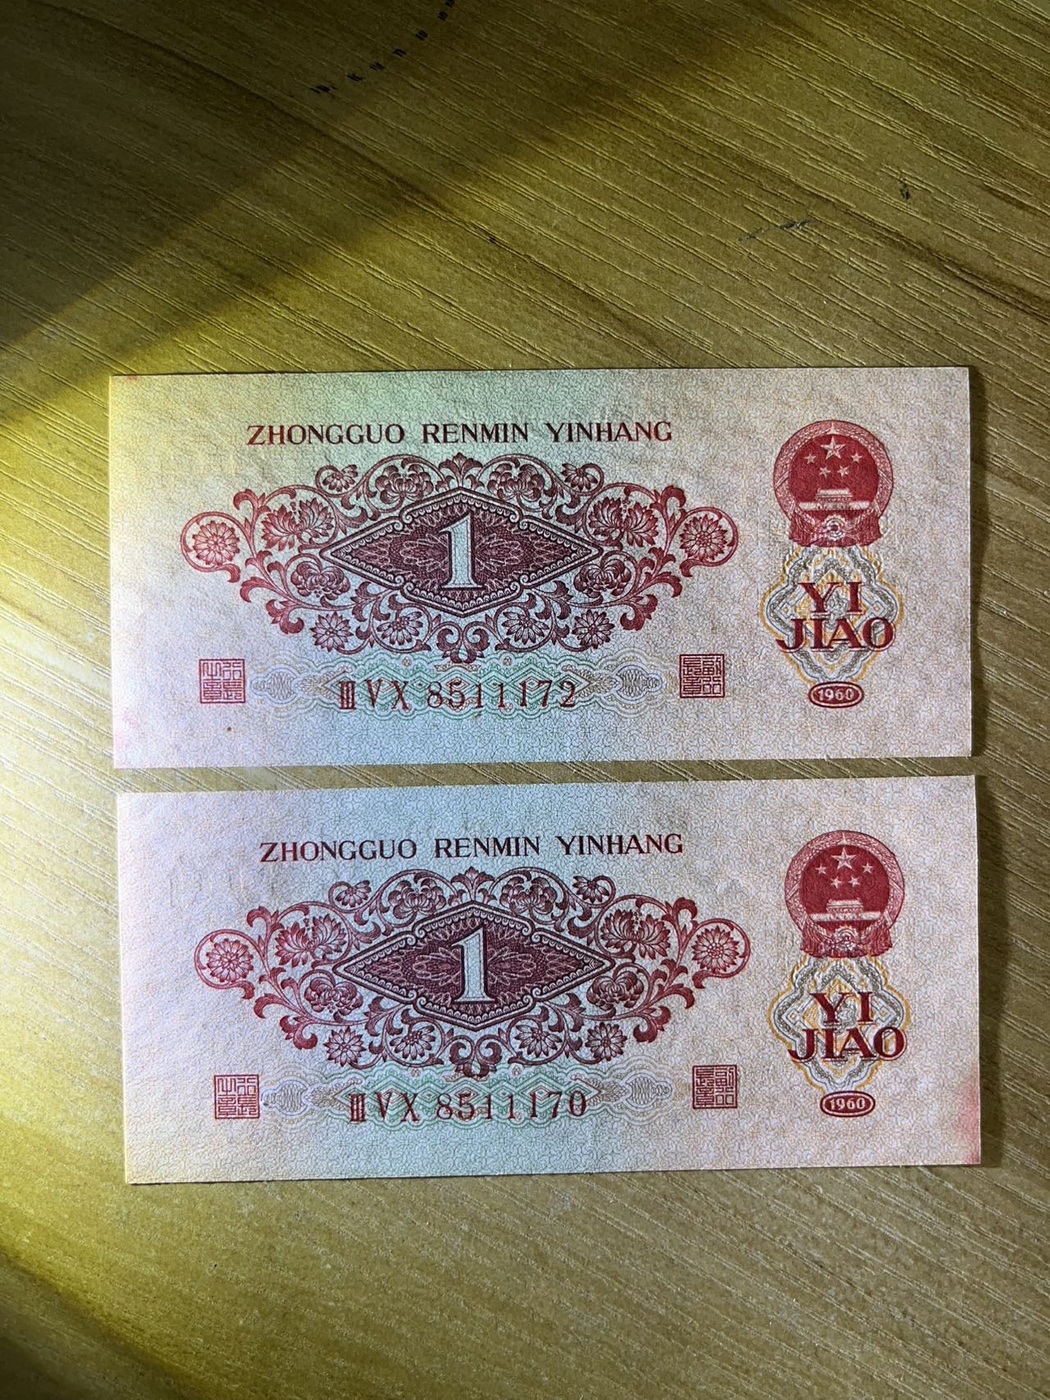 ZHONGGUO RENMIN YINHANG
1
YI
JIAO
ⅢⅤⅩ 8511172
1960
ZHONGGUO RENMIN YINHANG
1
YI
JIAO
ⅢⅤⅩ 8511170
1960